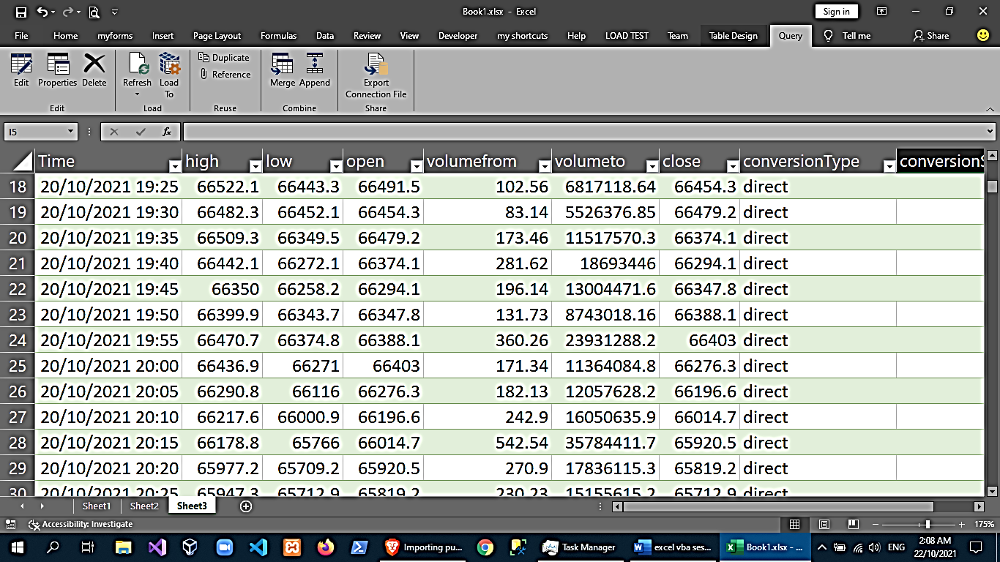 Book1.xlsx - Excel
Sign in
File Home myforms Insert Page Layout Formulas Data Review View Developer my shortcuts Help LOAD TEST Team Table Design Query Tell me Share
Edit Properties Delete Refresh Load To Duplicate Reference Merge Append Export Connection File
Edit Load Reuse Combine Share
I5 fx
Time high low open volumefrom volumeto close conversionType conversionS
18 20/10/2021 19:25 66522.1 66443.3 66491.5 102.56 6817118.64 66454.3 direct
19 20/10/2021 19:30 66482.3 66452.1 66454.3 83.14 5526376.85 66479.2 direct
20 20/10/2021 19:35 66509.3 66349.5 66479.2 173.46 11517570.3 66374.1 direct
21 20/10/2021 19:40 66442.1 66272.1 66374.1 281.62 18693446 66294.1 direct
22 20/10/2021 19:45 66350 66258.2 66294.1 196.14 13004471.6 66347.8 direct
23 20/10/2021 19:50 66399.9 66343.7 66347.8 131.73 8743018.16 66388.1 direct
24 20/10/2021 19:55 66470.7 66374.8 66388.1 360.26 23931288.2 66403 direct
25 20/10/2021 20:00 66436.9 66271 66403 171.34 11364084.8 66276.3 direct
26 20/10/2021 20:05 66290.8 66116 66276.3 182.13 12057628.2 66196.6 direct
27 20/10/2021 20:10 66217.6 66000.9 66196.6 242.9 16050635.9 66014.7 direct
28 20/10/2021 20:15 66178.8 65766 66014.7 542.54 35784411.7 65920.5 direct
29 20/10/2021 20:20 65977.2 65709.2 65920.5 270.9 17836115.3 65819.2 direct
30 20/10/2021 20:25 65947.3 65712.9 65819.2 230.23 15155615.2 65712.9 direct
Sheet1 Sheet2 Sheet3
Accessibility: Investigate 175%
Importing pu... Task Manager excel vba ses... Book1.xlsx - ... ENG 2:08 AM
22/10/2021